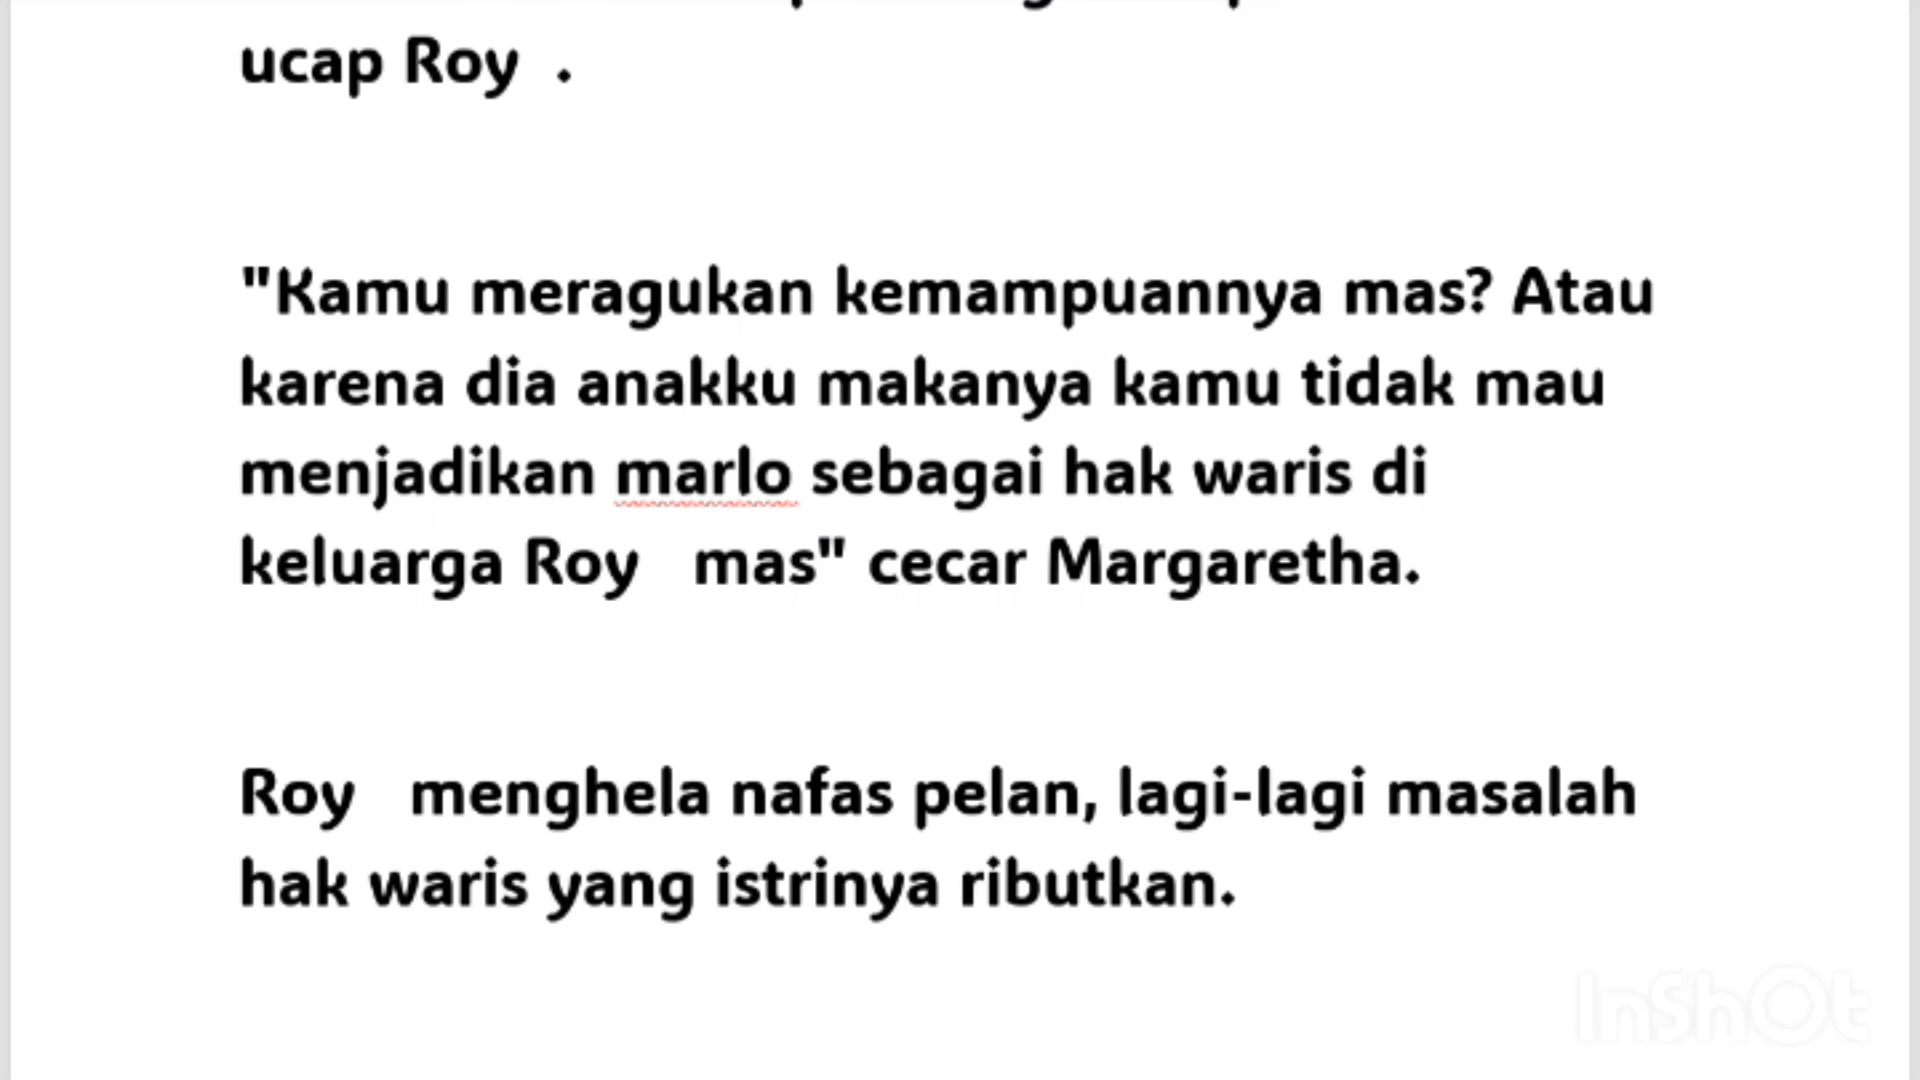 ucap Roy .
"Kamu meragukan kemampuannya mas? Atau
karena dia anakku makanya kamu tidak mau
menjadikan marlo sebagai hak waris di
keluarga Roy mas" cecar Margaretha.
Roy menghela nafas pelan, lagi-lagi masalah
hak waris yang istrinya ributkan.
InShOt